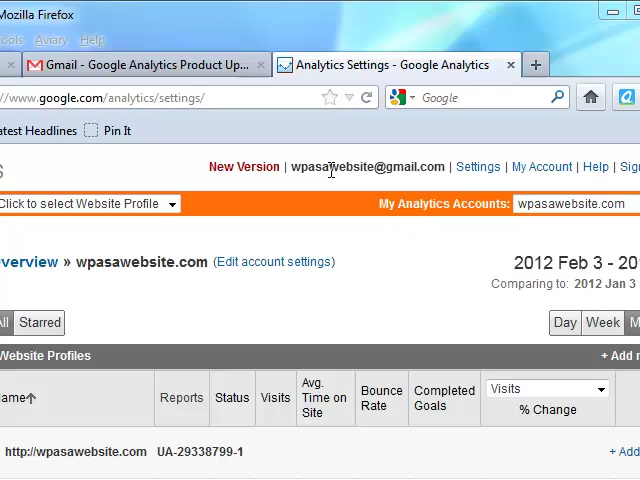 Mozilla Firefox
ools Aviary Help
Gmail - Google Analytics Product Up... × Analytics Settings - Google Analytics ×
//www.google.com/analytics/settings/ Google
atest Headlines Pin It
s New Version | wpasawebsite@gmail.com | Settings | My Account | Help | Sig
Click to select Website Profile My Analytics Accounts: wpasawebsite.com
verview » wpasawebsite.com (Edit account settings) 2012 Feb 3 - 201
Comparing to: 2012 Jan 3
All Starred Day Week M
Website Profiles + Add n
ame↑ Reports Status Visits Avg. Time on Site Bounce Rate Completed Goals Visits
% Change
http://wpasawebsite.com UA-29338799-1 + Add